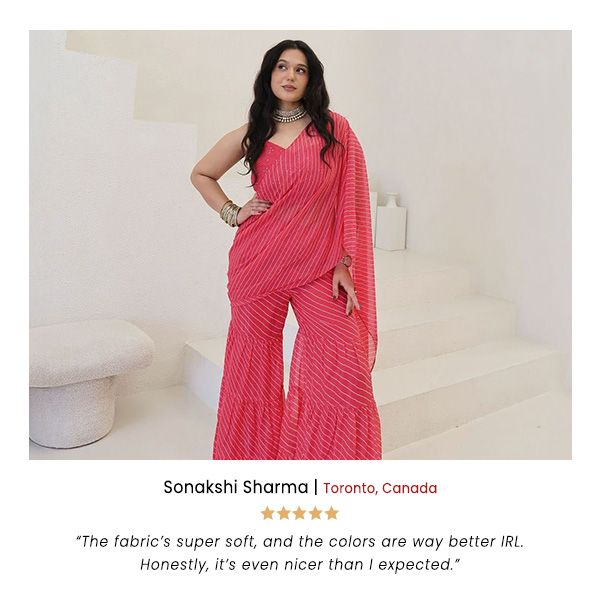 Sonakshi Sharma | Toronto, Canada
“The fabric’s super soft, and the colors are way better IRL.
Honestly, it’s even nicer than I expected.”